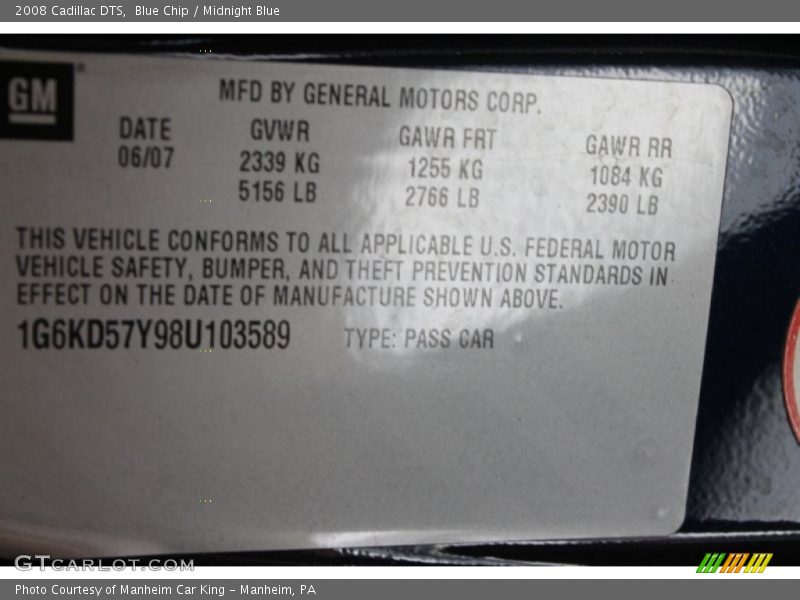 2008 Cadillac DTS, Blue Chip / Midnight Blue
GM
MFD BY GENERAL MOTORS CORP.
DATE GVWR GAWR FRT GAWR RR
06/07 2339 KG 1255 KG 1084 KG
5156 LB 2766 LB 2390 LB
THIS VEHICLE CONFORMS TO ALL APPLICABLE U.S. FEDERAL MOTOR
VEHICLE SAFETY, BUMPER, AND THEFT PREVENTION STANDARDS IN
EFFECT ON THE DATE OF MANUFACTURE SHOWN ABOVE.
1G6KD57Y98U103589 TYPE: PASS CAR
GTCARLOT.COM
Photo Courtesy of Manheim Car King - Manheim, PA